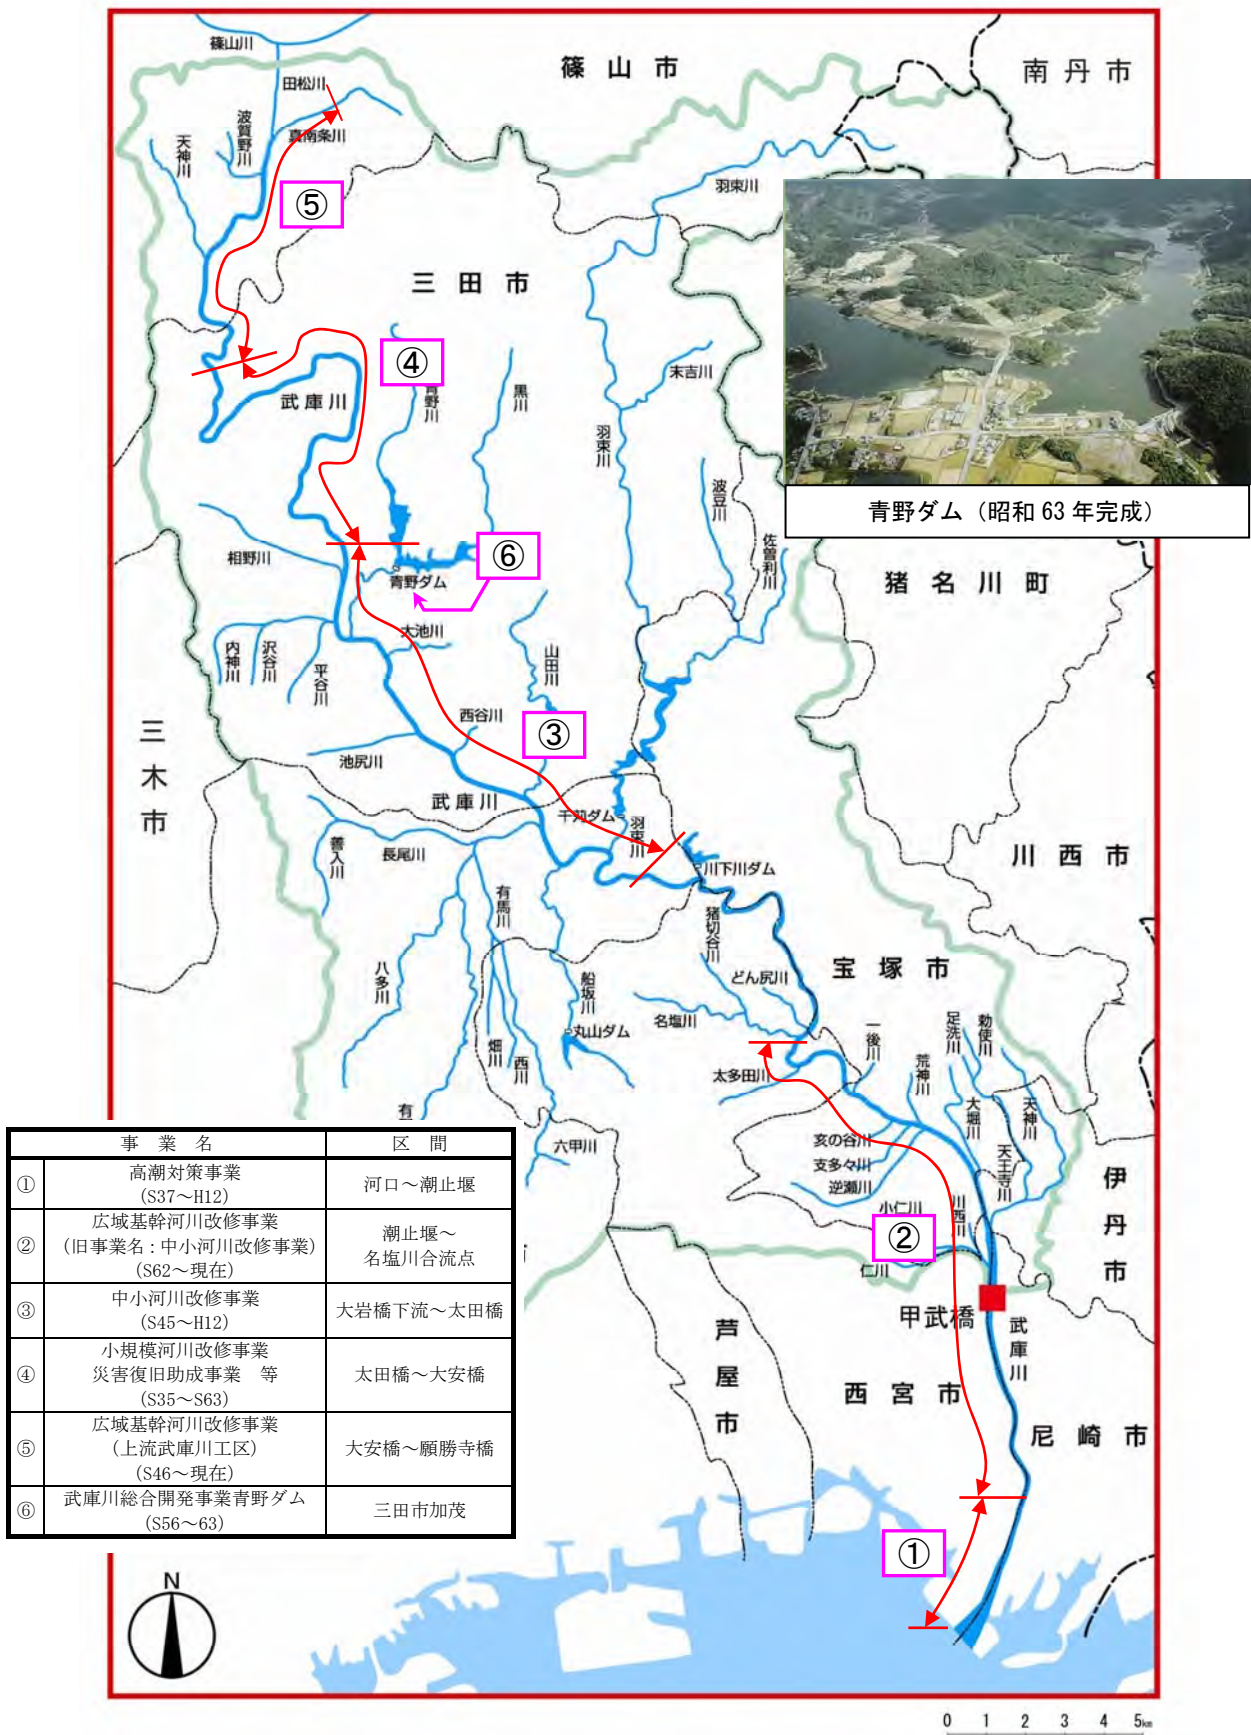 篠山川
篠山市
南丹市
田松川
波賀野川
真南条川
天神川
羽束川
⑤
三田市
④
青野川
黒川
末吉川
武庫川
羽束川
波豆川
佐曽利川
青野ダム（昭和63年完成）
相野川
⑥
青野ダム
猪名川町
大池川
内神川
沢谷川
平谷川
山田川
三木市
西谷川
③
池尻川
武庫川
千苅ダム
羽束川
善入川
長尾川
川下川ダム
川西市
有馬川
猪切谷川
八多川
船坂川
どん尻川
宝塚市
名塩川
丸山ダム
畑川
西川
一後川
足洗川
勅使川
荒神川
太多田川
大堀川
天神川
有
六甲川
亥の谷川
支多々川
逆瀬川
天王寺川
伊丹市
小仁川
川西川
②
仁川
甲武橋
武庫川
芦屋市
西宮市
尼崎市
①
事業名 区間
① 高潮対策事業
(S37～H12) 河口～潮止堰
② 広域基幹河川改修事業
(旧事業名：中小河川改修事業)
(S62～現在) 潮止堰～
名塩川合流点
③ 中小河川改修事業
(S45～H12) 大岩橋下流～太田橋
④ 小規模河川改修事業
災害復旧助成事業　等
(S35～S63) 太田橋～大安橋
⑤ 広域基幹河川改修事業
(上流武庫川工区)
(S46～現在) 大安橋～願勝寺橋
⑥ 武庫川総合開発事業青野ダム
(S56～63) 三田市加茂
N
0 1 2 3 4 5km